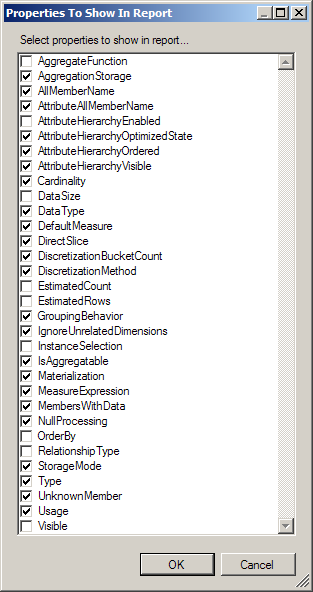 Properties To Show In Report
Select properties to show in report...
AggregateFunction
AggregationStorage
AllMemberName
AttributeAllMemberName
AttributeHierarchyEnabled
AttributeHierarchyOptimizedState
AttributeHierarchyOrdered
AttributeHierarchyVisible
Cardinality
DataSize
DataType
DefaultMeasure
DirectSlice
DiscretizationBucketCount
DiscretizationMethod
EstimatedCount
EstimatedRows
GroupingBehavior
IgnoreUnrelatedDimensions
InstanceSelection
IsAggregatable
Materialization
MeasureExpression
MembersWithData
NullProcessing
OrderBy
RelationshipType
StorageMode
Type
UnknownMember
Usage
Visible
OK Cancel